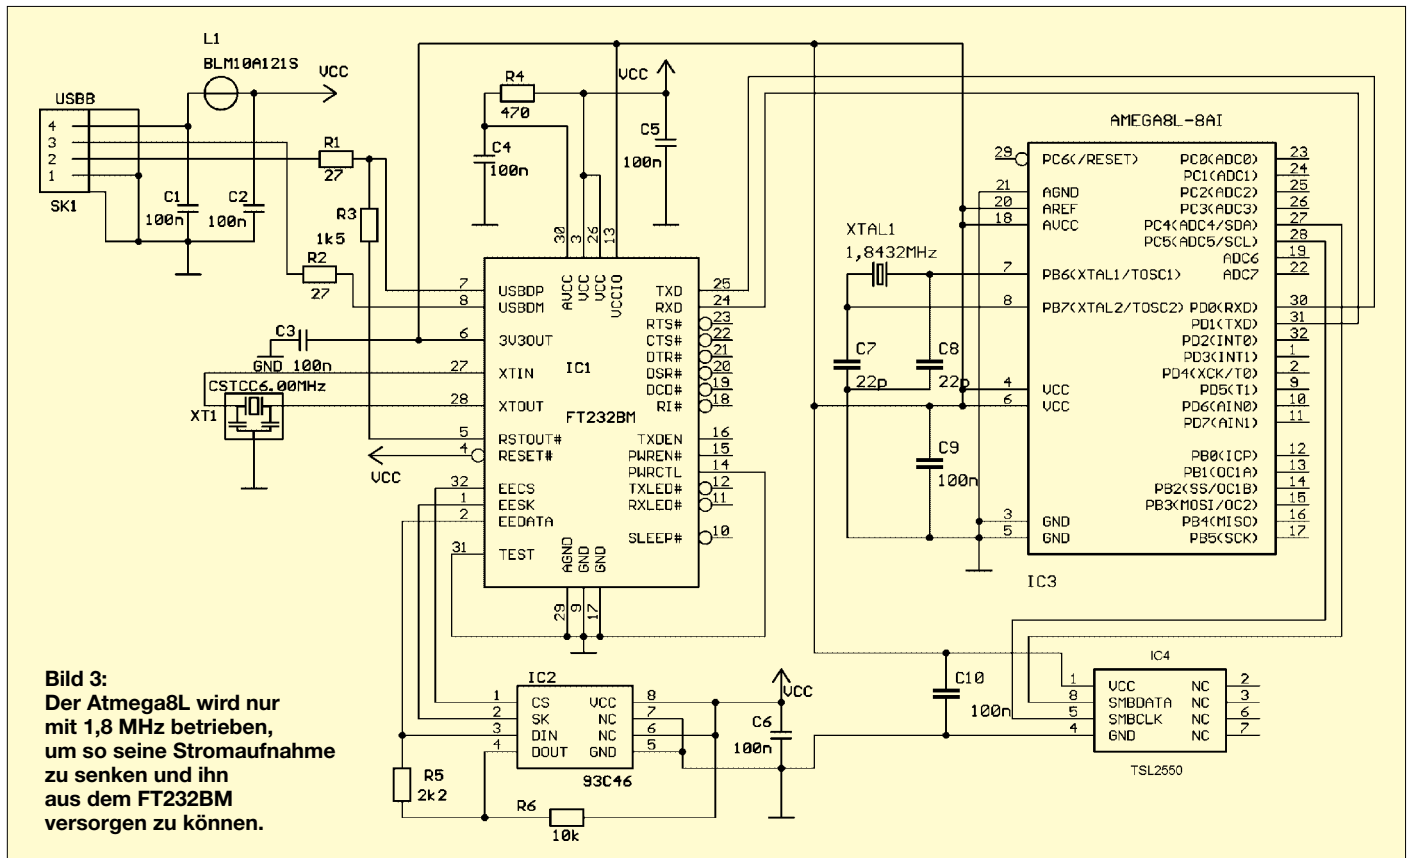 L1
BLM10A121S
VCC
USBB
4
3
2
1
SK1
C1
100n
C2
100n
R1
27
R3
1k5
R2
27
R4
470
C4
100n
VCC
C5
100n
30
3
26
13
AVCC
VCC
VCC
VCCIO
7 USBDP
8 USBDM
6 3V3OUT
27 XTIN
28 XTOUT
5 RSTOUT#
4 RESET#
32 EECS
1 EESK
2 EEDATA
31 TEST
IC1
FT232BM
TXD 25
RXD 24
RTS# 23
CTS# 22
DTR# 21
DSR# 20
DCD# 19
RI# 18
TXDEN 16
PWREN# 15
PWRCTL 14
TXLED# 12
RXLED# 11
SLEEP# 10
AGND
GND
GND
29
9
17
C3
GND 100n
CSTCC6.00MHz
XT1
VCC
AMEGA8L-8AI
29 PC6(/RESET)
21 AGND
20 AREF
18 AVCC
7 PB6(XTAL1/TOSC1)
8 PB7(XTAL2/TOSC2)
4 VCC
6 VCC
3 GND
5 GND
PC0(ADC0) 23
PC1(ADC1) 24
PC2(ADC2) 25
PC3(ADC3) 26
PC4(ADC4/SDA) 27
PC5(ADC5/SCL) 28
ADC6 19
ADC7 22
PD0(RXD) 30
PD1(TXD) 31
PD2(INT0) 32
PD3(INT1) 1
PD4(XCK/T0) 2
PD5(T1) 9
PD6(AIN0) 10
PD7(AIN1) 11
PB0(ICP) 12
PB1(OC1A) 13
PB2(SS/OC1B) 14
PB3(MOSI/OC2) 15
PB4(MISO) 16
PB5(SCK) 17
IC3
XTAL1
1,8432MHz
C7
22p
C8
22p
C9
100n
IC2
1 CS
2 SK
3 DIN
4 DOUT
VCC 8
NC 7
NC 6
GND 5
93C46
R5
2k2
R6
10k
VCC
C6
100n
C10
100n
IC4
1 VCC
8 SMBDATA
5 SMBCLK
4 GND
NC 2
NC 3
NC 6
NC 7
TSL2550
Bild 3:
Der Atmega8L wird nur
mit 1,8 MHz betrieben,
um so seine Stromaufnahme
zu senken und ihn
aus dem FT232BM
versorgen zu können.